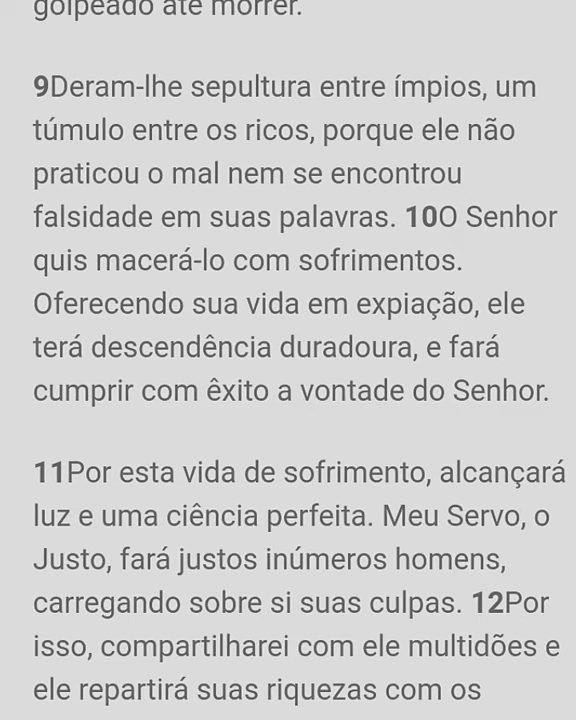 golpeado até morrer.
9Deram-lhe sepultura entre ímpios, um
túmulo entre os ricos, porque ele não
praticou o mal nem se encontrou
falsidade em suas palavras. 10O Senhor
quis macerá-lo com sofrimentos.
Oferecendo sua vida em expiação, ele
terá descendência duradoura, e fará
cumprir com êxito a vontade do Senhor.
11Por esta vida de sofrimento, alcançará
luz e uma ciência perfeita. Meu Servo, o
Justo, fará justos inúmeros homens,
carregando sobre si suas culpas. 12Por
isso, compartilharei com ele multidões e
ele repartirá suas riquezas com os